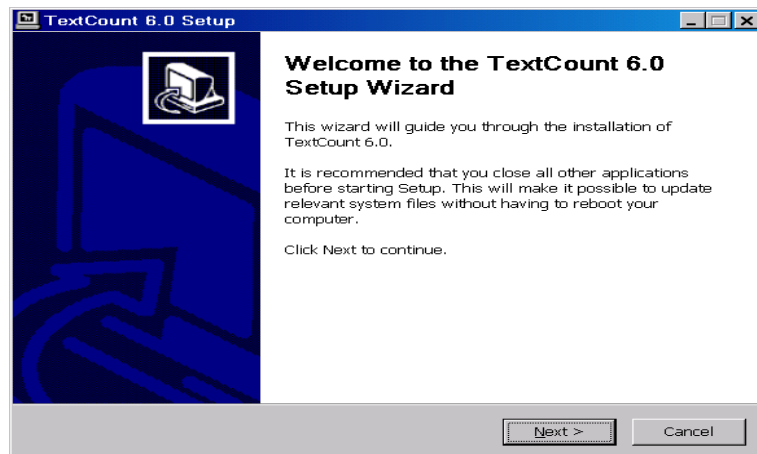 TextCount 6.0 Setup
Welcome to the TextCount 6.0
Setup Wizard
This wizard will guide you through the installation of
TextCount 6.0.
It is recommended that you close all other applications
before starting Setup. This will make it possible to update
relevant system files without having to reboot your
computer.
Click Next to continue.
Next >
Cancel